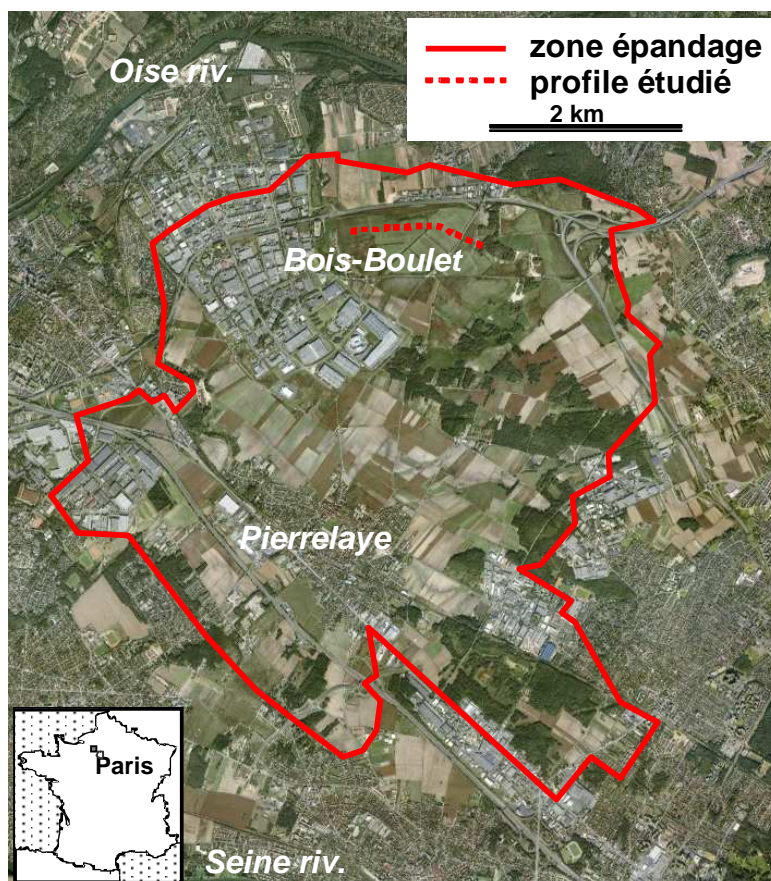 Oise riv.
zone épandage
profile étudié
2 km
Bois-Boulet
Pierrelaye
Paris
Seine riv.